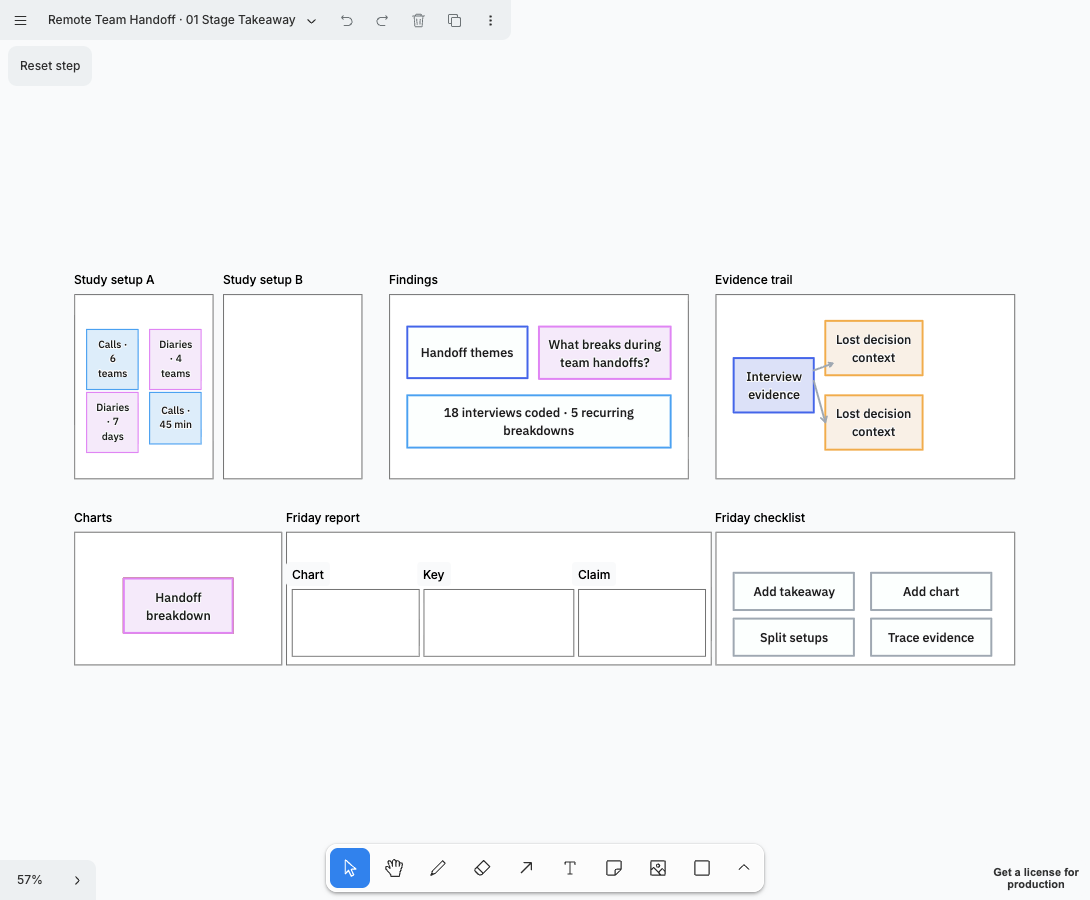 Remote Team Handoff · 01 Stage Takeaway
Reset step
Study setup A
Study setup B
Findings
Evidence trail
Calls ·
6
teams
Diaries
· 4
teams
Diaries
· 7
days
Calls ·
45 min
Handoff themes
What breaks during
team handoffs?
18 interviews coded · 5 recurring
breakdowns
Interview
evidence
Lost decision
context
Lost decision
context
Charts
Friday report
Friday checklist
Handoff
breakdown
Chart
Key
Claim
Add takeaway
Add chart
Split setups
Trace evidence
57%
Get a license for
production